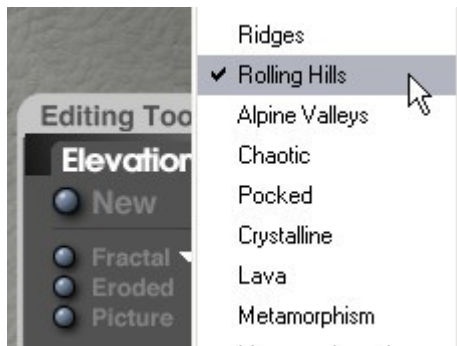 Ridges
Rolling Hills
Alpine Valleys
Chaotic
Pocked
Crystalline
Lava
Metamorphism
Editing Too
Elevation
New
Fractal
Eroded
Picture